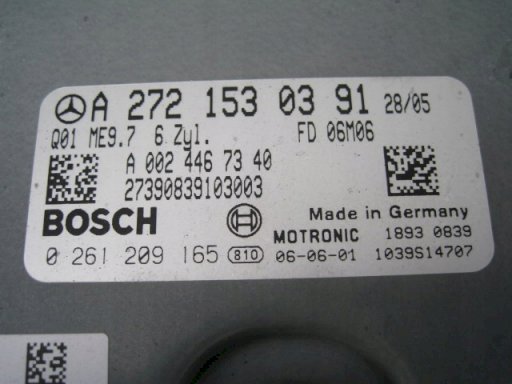 A 272 153 03 91 28/05
Q01 ME9.7 6 Zyl. FD 06M06
A 002 446 73 40
27390839103003
BOSCH
Made in Germany
MOTRONIC 1893 0839
0 261 209 165 810 06-06-01 1039S14707